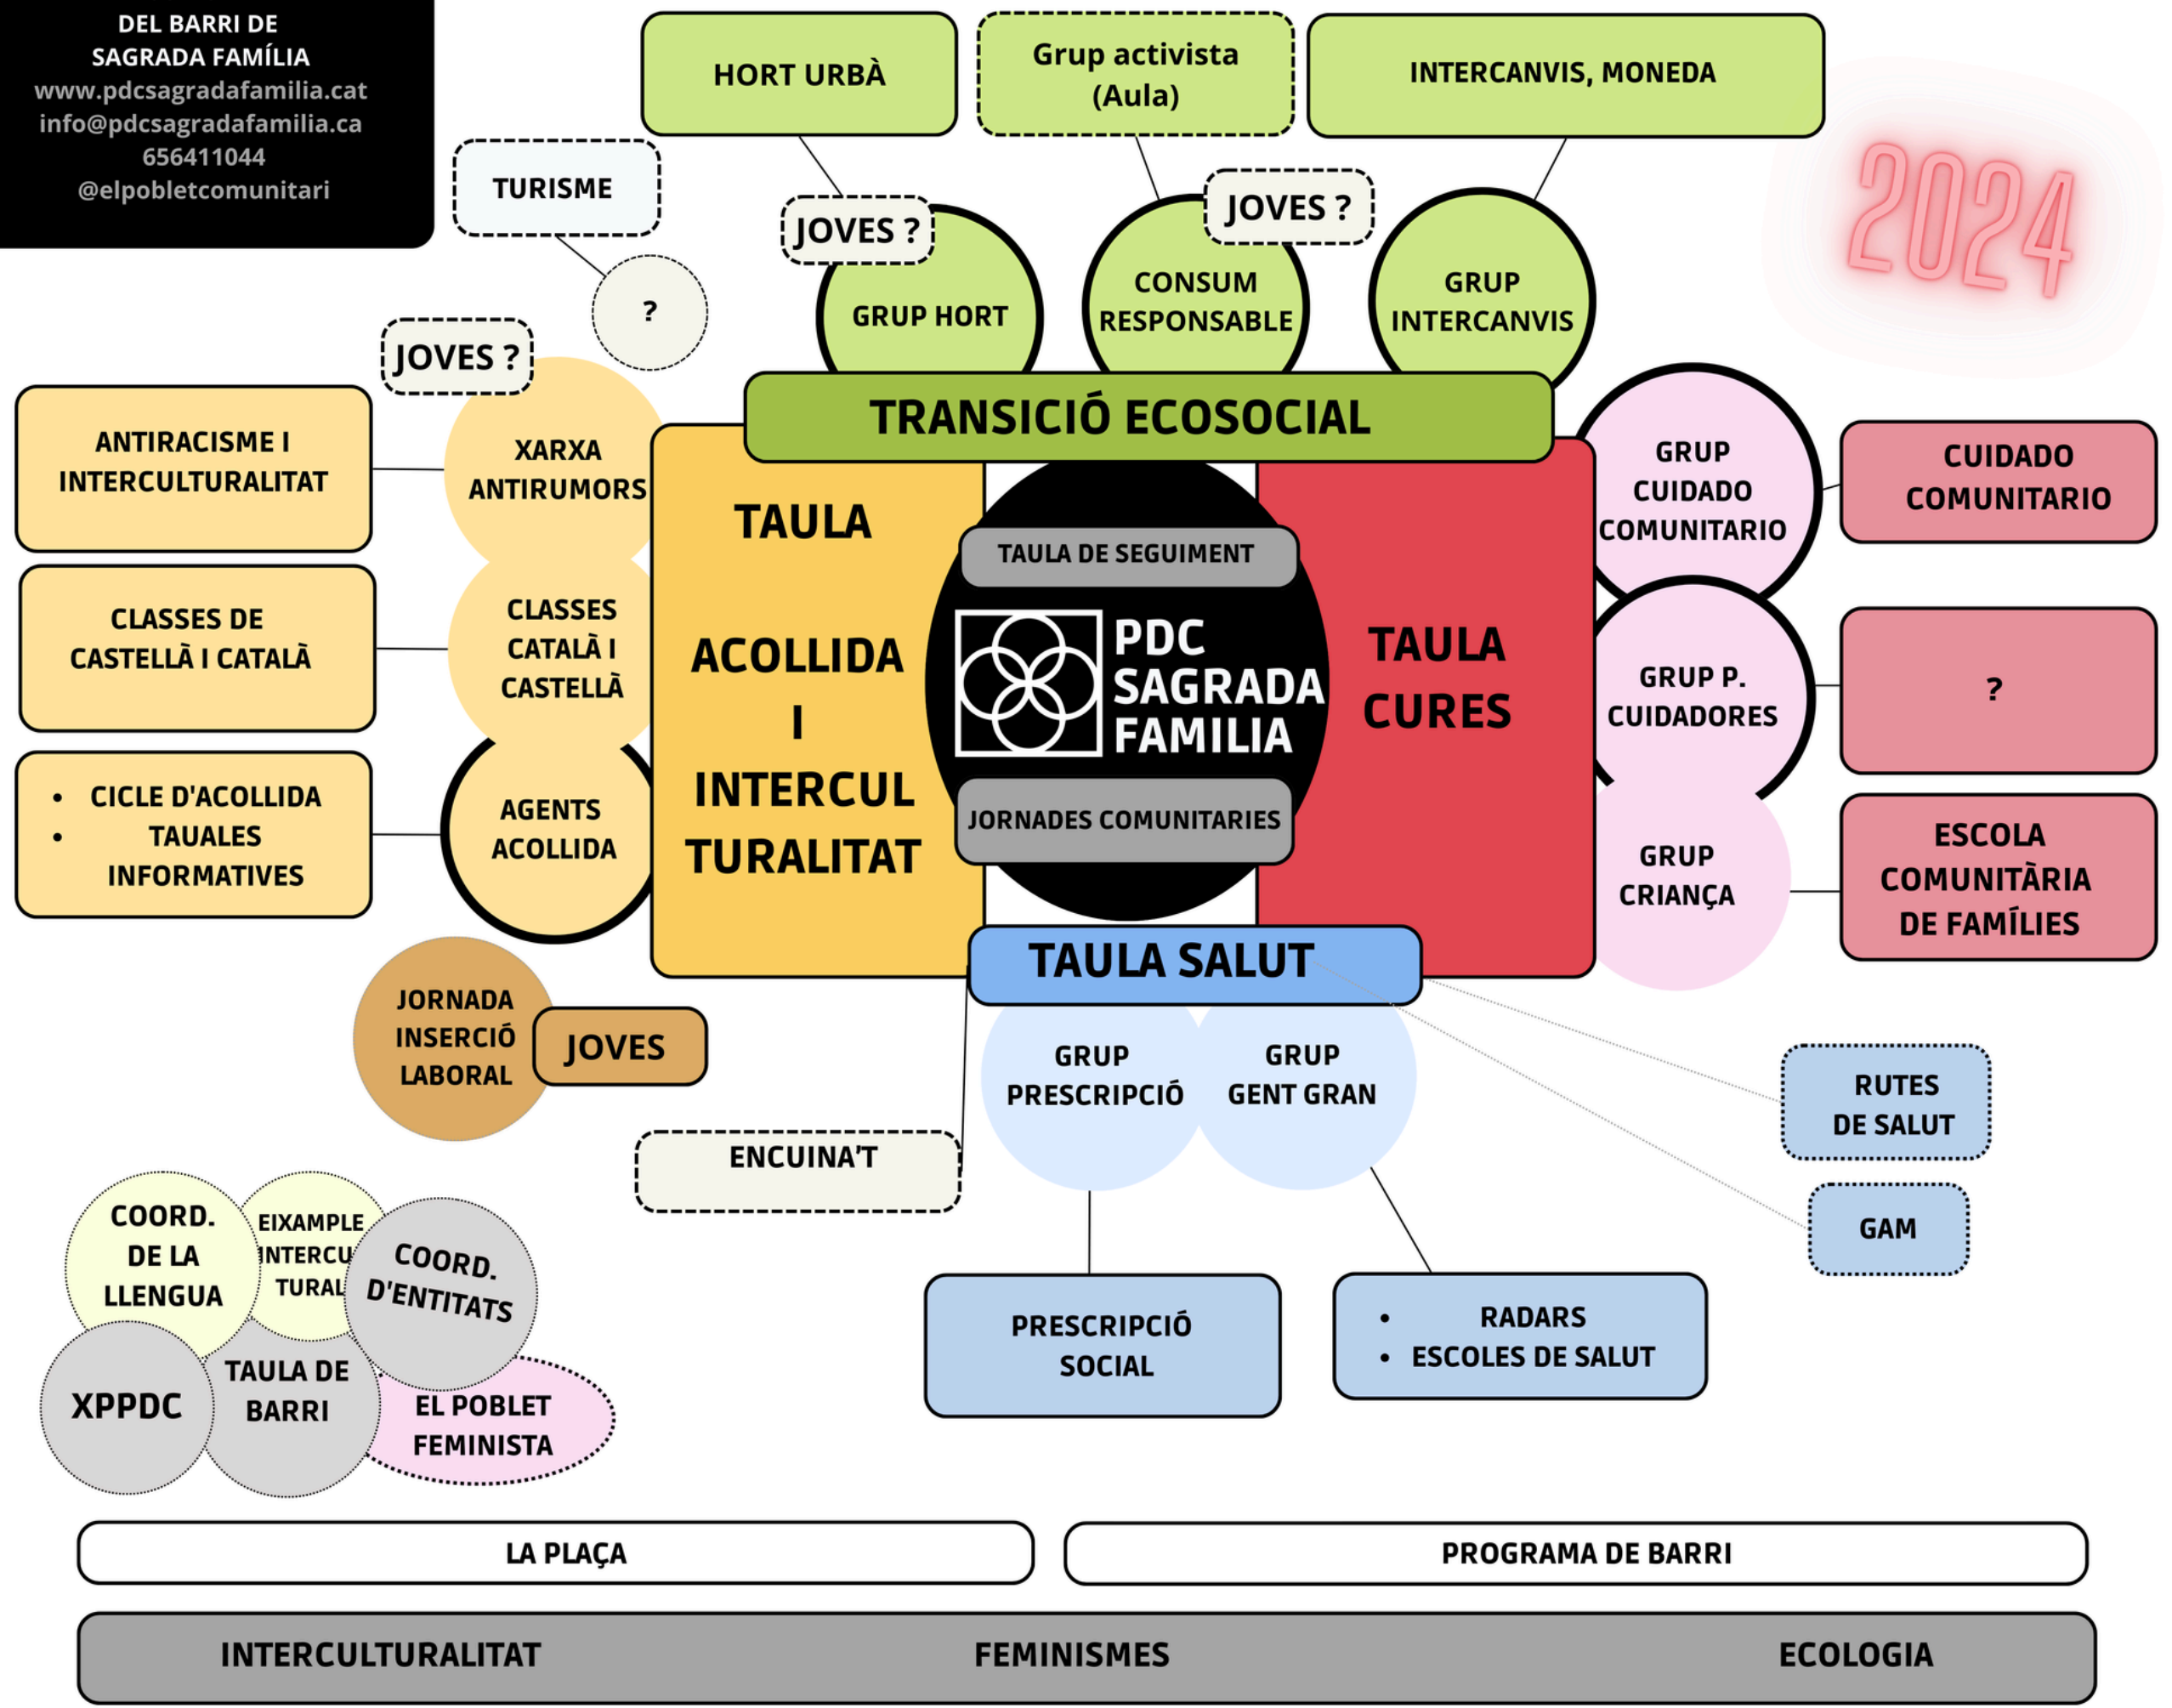 DEL BARRI DE
SAGRADA FAMÍLIA
www.pdcsagradafamilia.cat
info@pdcsagradafamilia.ca
656411044
@elpobletcomunitari
HORT URBÀ
Grup activista
(Aula)
INTERCANVIS, MONEDA
2024
TURISME
?
JOVES ?
JOVES ?
GRUP HORT
CONSUM
RESPONSABLE
GRUP
INTERCANVIS
JOVES ?
TRANSICIÓ ECOSOCIAL
ANTIRACISME I
INTERCULTURALITAT
XARXA
ANTIRUMORS
CLASSES DE
CASTELLÀ I CATALÀ
CLASSES
CATALÀ I
CASTELLÀ
CICLE D'ACOLLIDA
TAUALES
INFORMATIVES
AGENTS
ACOLLIDA
TAULA
ACOLLIDA
I
INTERCUL
TURALITAT
TAULA DE SEGUIMENT
PDC
SAGRADA
FAMILIA
JORNADES COMUNITARIES
TAULA
CURES
GRUP
CUIDADO
COMUNITARIO
CUIDADO
COMUNITARIO
GRUP P.
CUIDADORES
?
GRUP
CRIANÇA
ESCOLA
COMUNITÀRIA
DE FAMÍLIES
TAULA SALUT
JORNADA
INSERCIÓ
LABORAL
JOVES
GRUP
PRESCRIPCIÓ
GRUP
GENT GRAN
RUTES
DE SALUT
GAM
ENCUINA'T
COORD.
DE LA
LLENGUA
EIXAMPLE
INTERCU
TURAL
COORD.
D'ENTITATS
XPPDC
TAULA DE
BARRI
EL POBLET
FEMINISTA
PRESCRIPCIÓ
SOCIAL
RADARS
ESCOLES DE SALUT
LA PLAÇA
PROGRAMA DE BARRI
INTERCULTURALITAT FEMINISMES ECOLOGIA